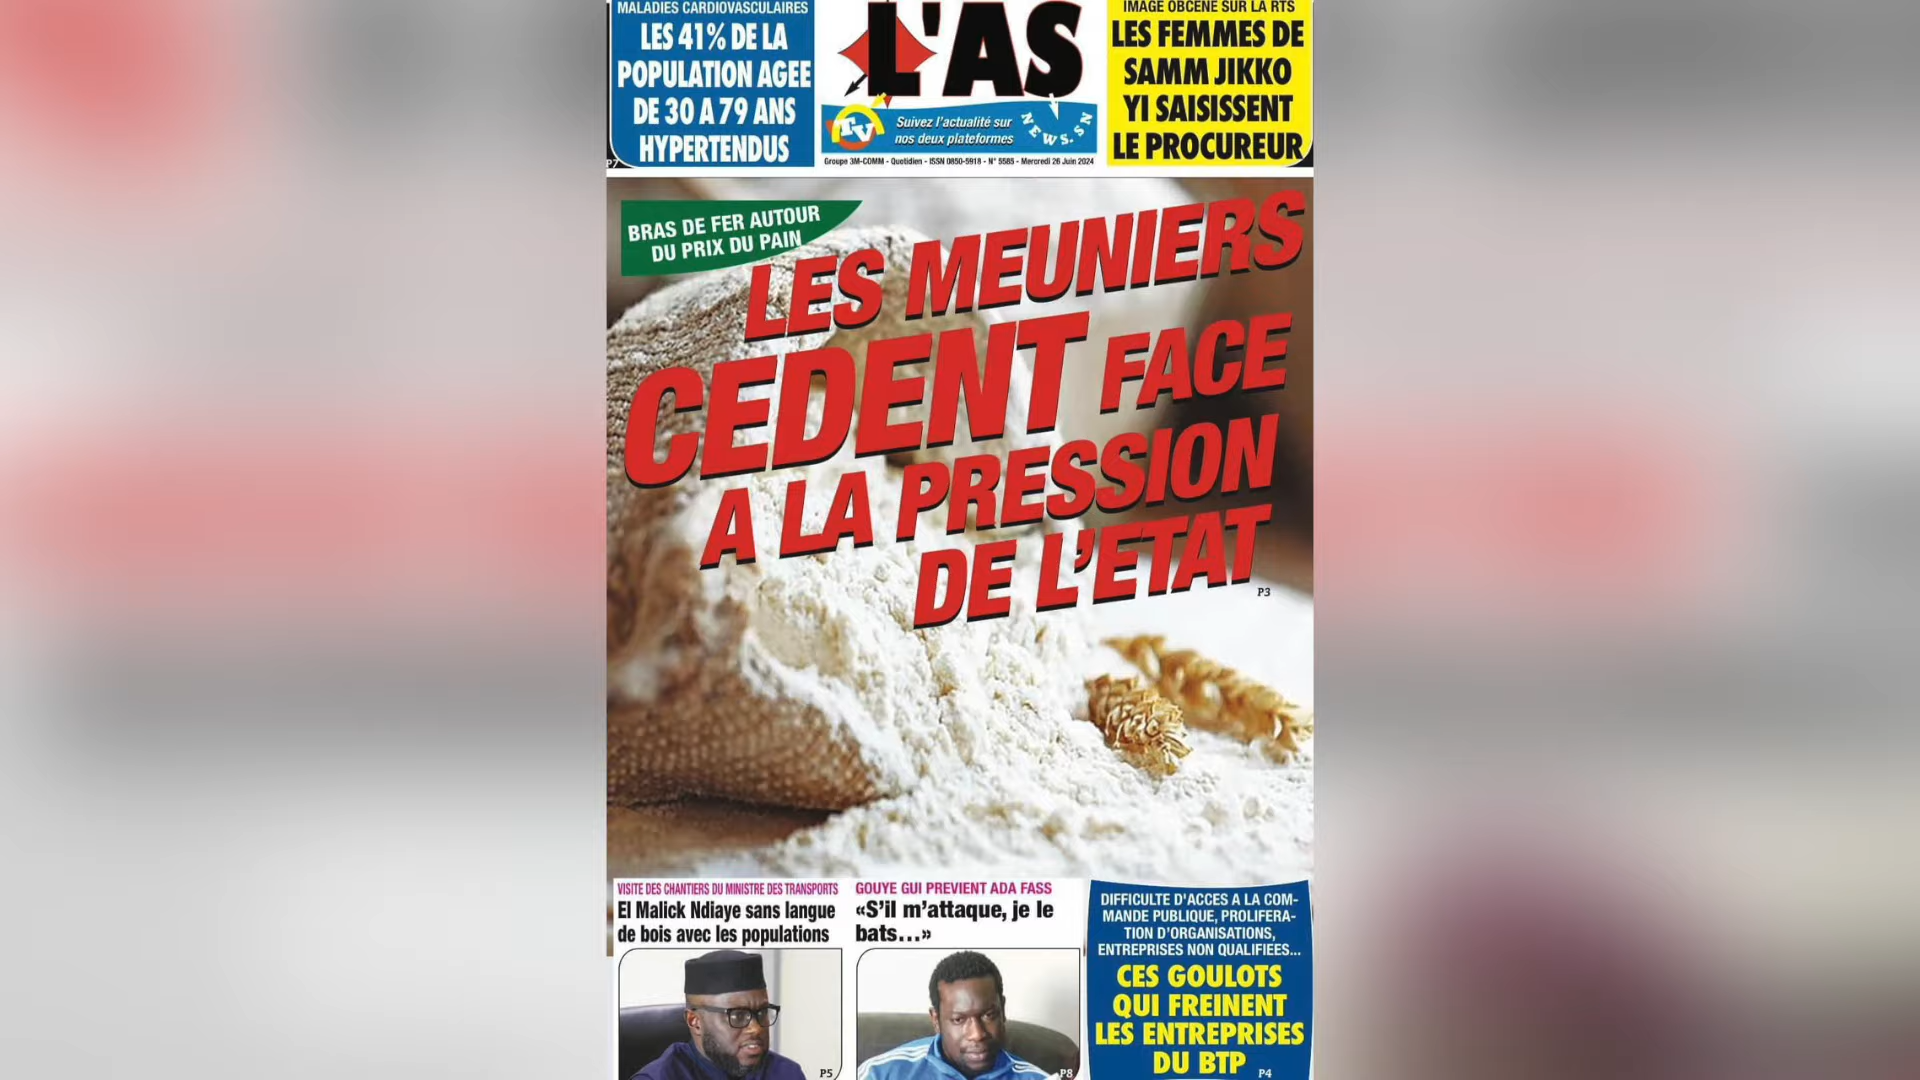 MALADIES CARDIOVASCULAIRES
LES 41% DE LA
POPULATION AGEE
DE 30 A 79 ANS
HYPERTENDUS
P7
L'AS
TV
Suivez l'actualité sur
nos deux plateformes
NEWS.SN
Groupe 3M-COMM - Quotidien - ISSN 0850-5918 - N° 5585 - Mercredi 26 Juin 2024
IMAGE OBCENE SUR LA RTS
LES FEMMES DE
SAMM JIKKO
YI SAISISSENT
LE PROCUREUR
BRAS DE FER AUTOUR
DU PRIX DU PAIN
LES MEUNIERS
CEDENT FACE
A LA PRESSION
DE L'ETAT
P3
VISITE DES CHANTIERS DU MINISTRE DES TRANSPORTS
El Malick Ndiaye sans langue
de bois avec les populations
P5
GOUYE GUI PREVIENT ADA FASS
«S'il m'attaque, je le
bats...»
P8
DIFFICULTE D'ACCES A LA COM-
MANDE PUBLIQUE, PROLIFERA-
TION D'ORGANISATIONS,
ENTREPRISES NON QUALIFIEES...
CES GOULOTS
QUI FREINENT
LES ENTREPRISES
DU BTP
P4